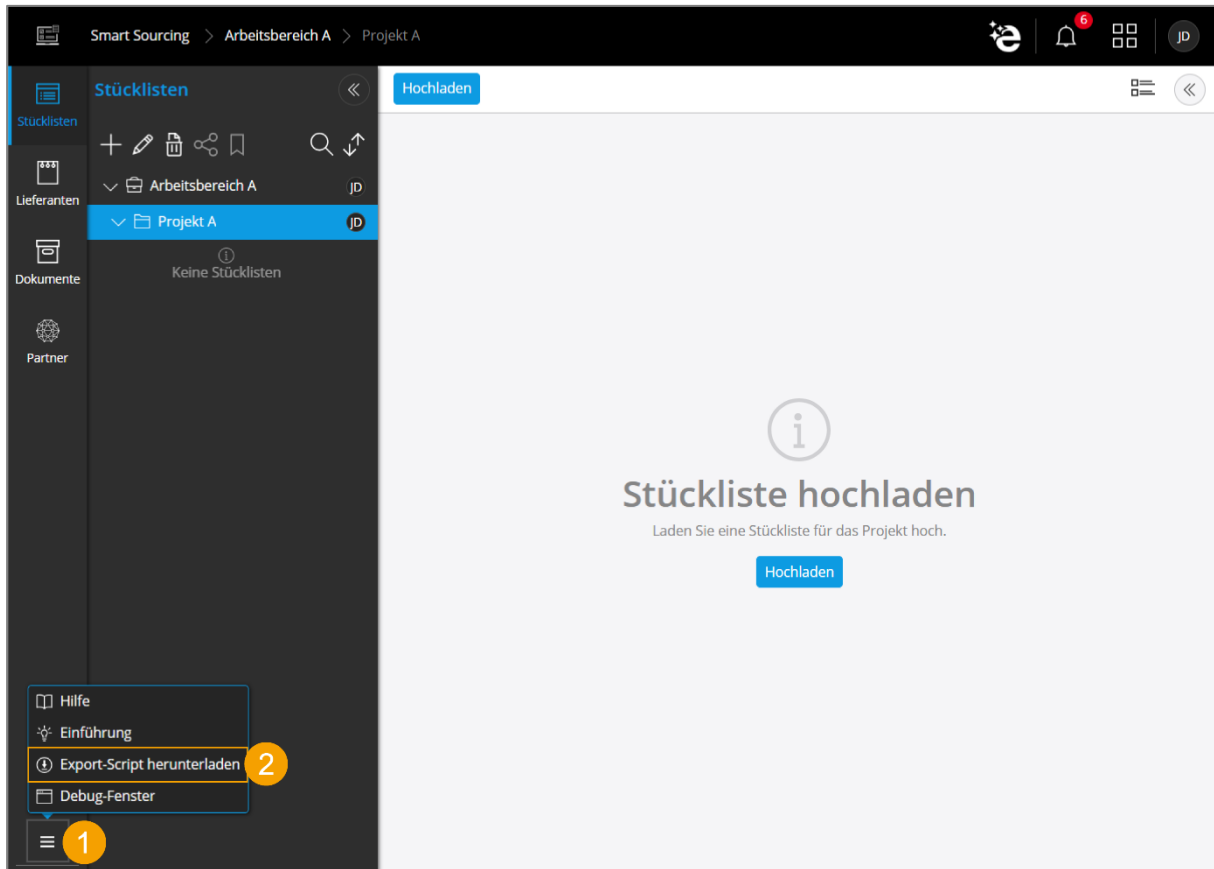 Smart Sourcing > Arbeitsbereich A > Projekt A
6
JD
Stücklisten
Stücklisten
Hochladen
Lieferanten
Dokumente
Partner
Arbeitsbereich A JD
Projekt A JD
Keine Stücklisten
Stückliste hochladen
Laden Sie eine Stückliste für das Projekt hoch.
Hochladen
Hilfe
Einführung
Export-Script herunterladen 2
Debug-Fenster
1